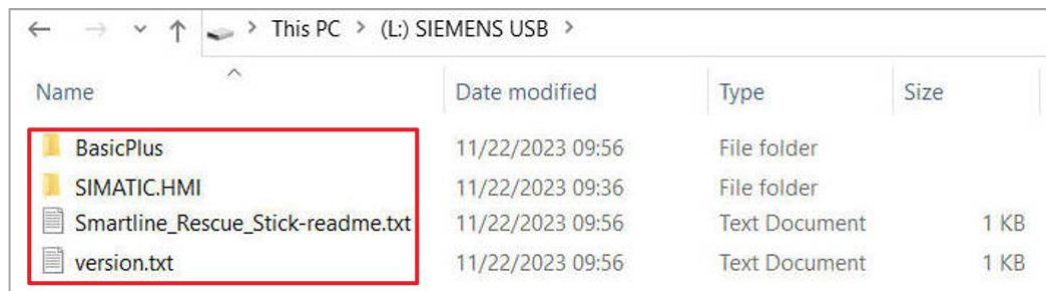 This PC > (L:) SIEMENS USB >
Name Date modified Type Size
BasicPlus 11/22/2023 09:56 File folder
SIMATIC.HMI 11/22/2023 09:36 File folder
Smartline_Rescue_Stick-readme.txt 11/22/2023 09:56 Text Document 1 KB
version.txt 11/22/2023 09:56 Text Document 1 KB